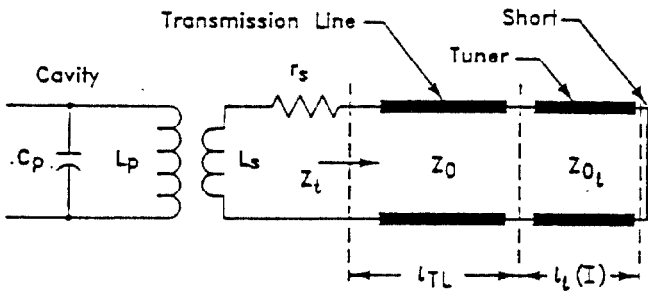 Transmission Line
Short
Tuner
Cavity
rs
.Cp.
Lp
Ls
Zt
Z0
Z0t
lTL
lt(I)